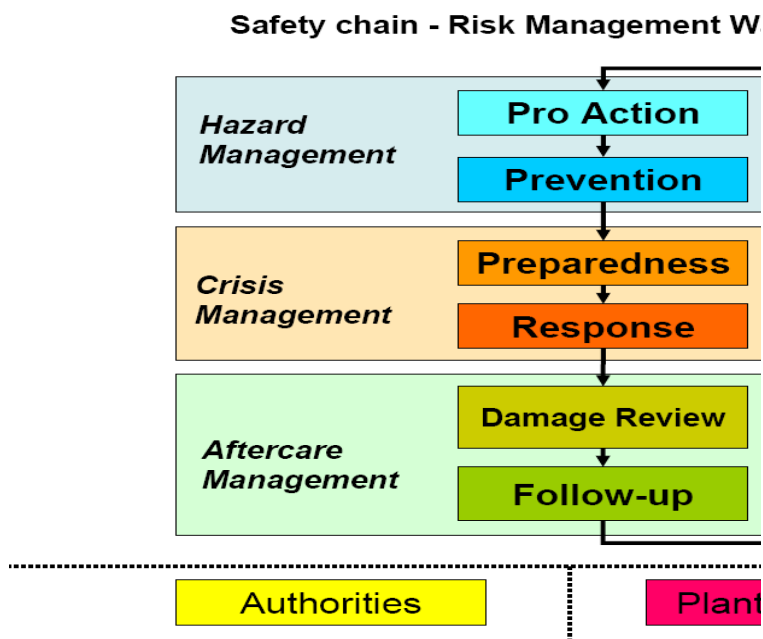 Safety chain - Risk Management
Hazard
Management
Pro Action
Prevention
Crisis
Management
Preparedness
Response
Aftercare
Management
Damage Review
Follow-up
Authorities
Plant